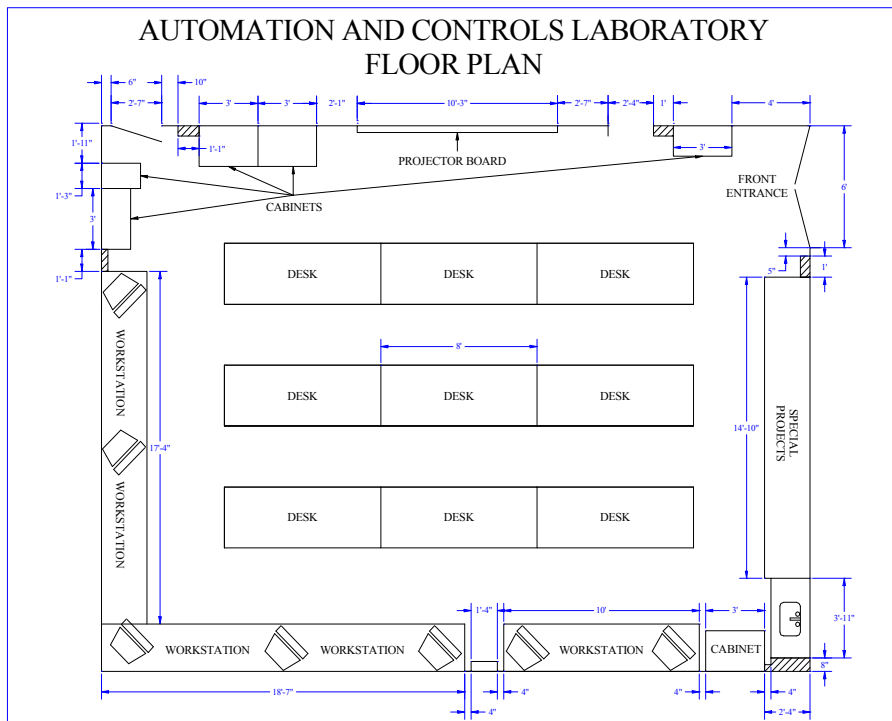 AUTOMATION AND CONTROLS LABORATORY
FLOOR PLAN
6"
10"
2'-7"
3'
3'
2'-1"
10'-3"
2'-7"
2'-4"
1'
4'
1'-11"
1'-1"
3'
PROJECTOR BOARD
1'-3"
CABINETS
FRONT
ENTRANCE
6'
3'
1'-1"
5"
1'
DESK
DESK
DESK
WORKSTATION
8'
DESK
DESK
DESK
SPECIAL
PROJECTS
14'-10"
17'-4"
WORKSTATION
DESK
DESK
DESK
1'-4"
10'
3'
3'-11"
WORKSTATION
WORKSTATION
WORKSTATION
CABINET
8"
18'-7"
4"
4"
4"
4"
2'-4"